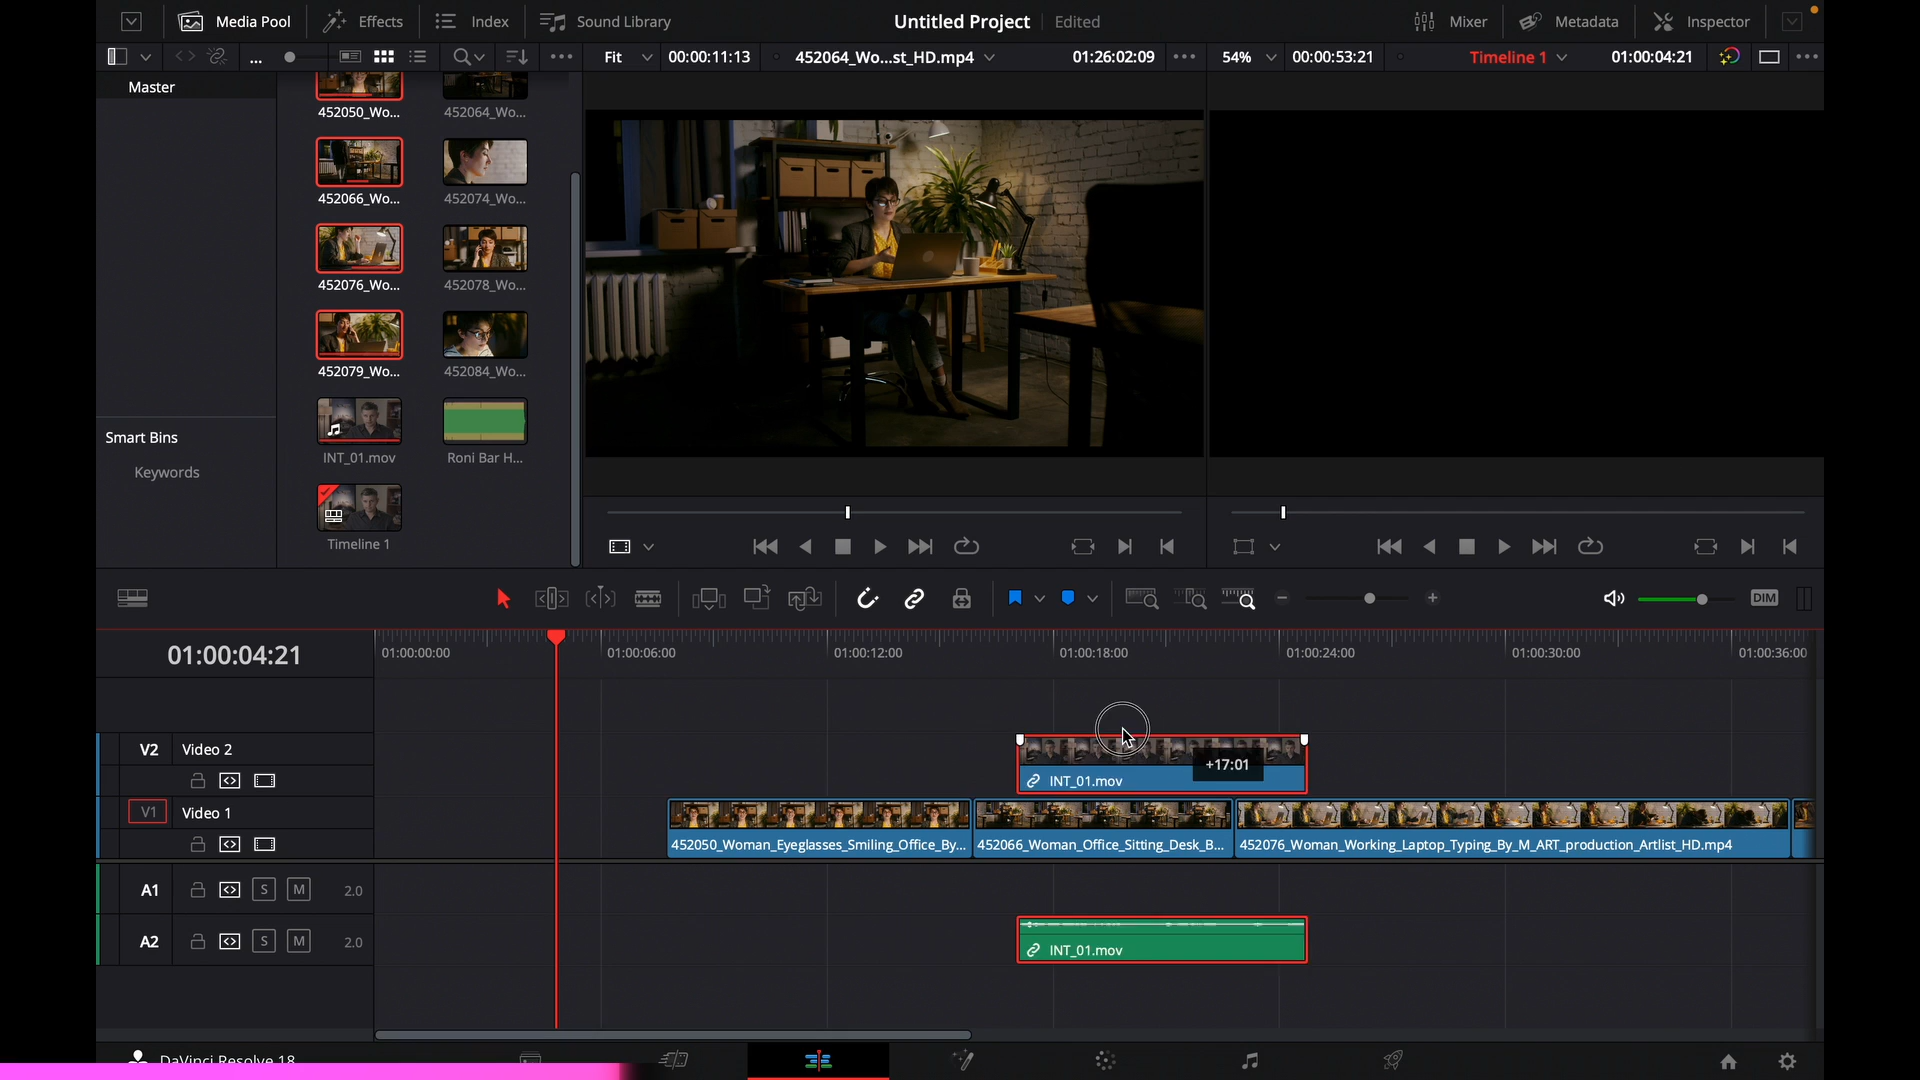 Media Pool
Effects
Index
Sound Library
Untitled Project
Edited
Mixer
Metadata
Inspector
...
Fit
00:00:11:13
452064_Wo...st_HD.mp4
01:26:02:09
54%
00:00:53:21
Timeline 1
01:00:04:21
Master
452050_Wo...
452064_Wo...
452066_Wo...
452074_Wo...
452076_Wo...
452078_Wo...
452079_Wo...
452084_Wo...
Smart Bins
Keywords
INT_01.mov
Roni Bar H...
Timeline 1
DIM
01:00:04:21
01:00:00:00
01:00:06:00
01:00:12:00
01:00:18:00
01:00:24:00
01:00:30:00
01:00:36:00
V2
Video 2
INT_01.mov
+17:01
V1
Video 1
452050_Woman_Eyeglasses_Smiling_Office_By...
452066_Woman_Office_Sitting_Desk_B...
452076_Woman_Working_Laptop_Typing_By_M_ART_production_Artlist_HD.mp4
A1
S
M
2.0
A2
S
M
2.0
INT_01.mov
DaVinci Resolve 18